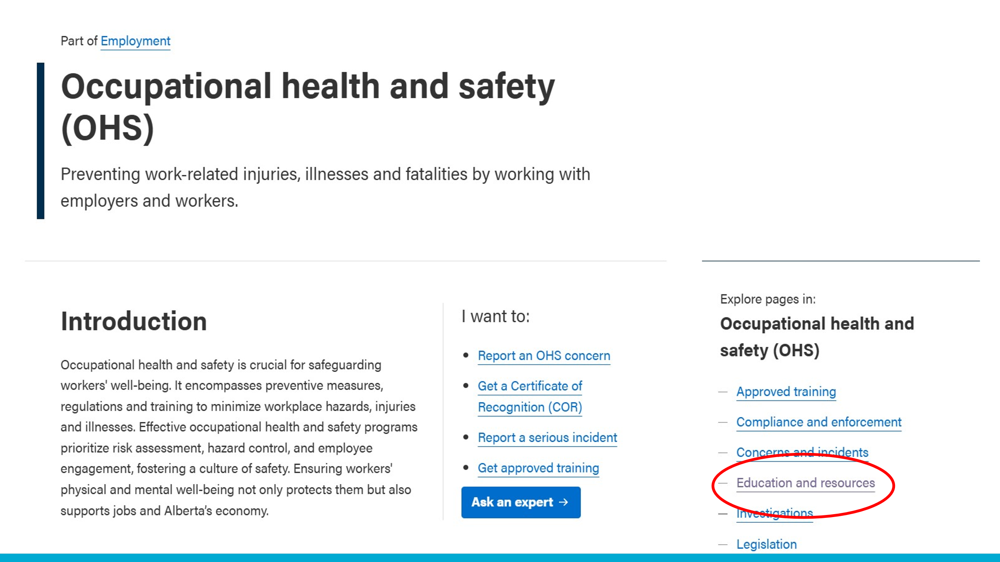 Part of Employment
Occupational health and safety
(OHS)
Preventing work-related injuries, illnesses and fatalities by working with
employers and workers.
Introduction
Occupational health and safety is crucial for safeguarding
workers' well-being. It encompasses preventive measures,
regulations and training to minimize workplace hazards, injuries
and illnesses. Effective occupational health and safety programs
prioritize risk assessment, hazard control, and employee
engagement, fostering a culture of safety. Ensuring workers'
physical and mental well-being not only protects them but also
supports jobs and Alberta’s economy.
I want to:
• Report an OHS concern
• Get a Certificate of
Recognition (COR)
• Report a serious incident
• Get approved training
Ask an expert →
Explore pages in:
Occupational health and
safety (OHS)
— Approved training
— Compliance and enforcement
— Concerns and incidents
— Education and resources
— Investigations
— Legislation